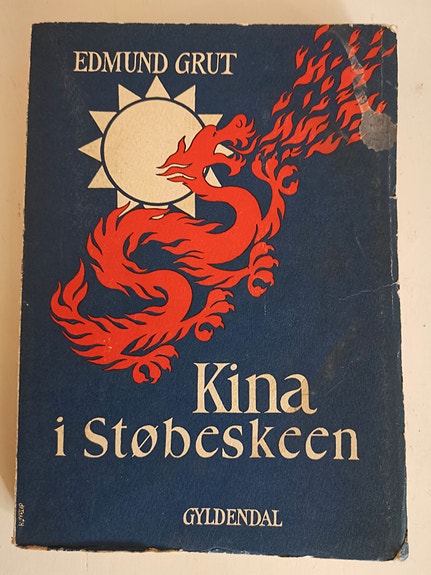 EDMUND GRUT
Kina
i Støbeskeen
GYLDENDAL